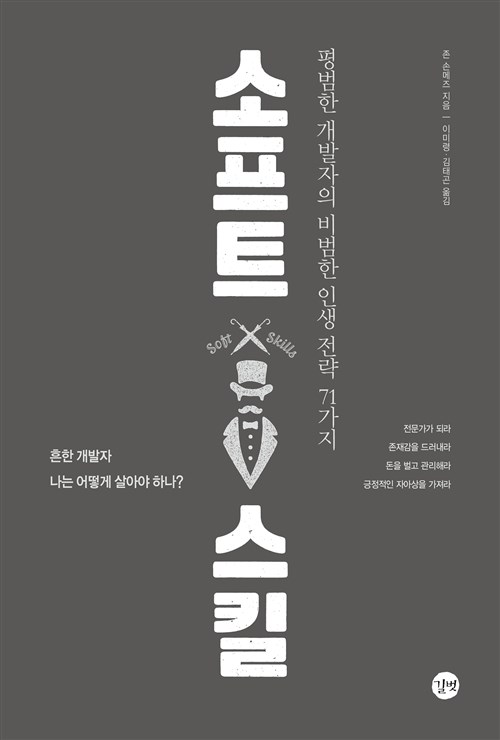 소프트
스킬
Soft
Skills
평범한 개발자의 비범한 인생 전략 71가지
존 손메즈 지음 — 이미령·김태곤 옮김
흔한 개발자
나는 어떻게 살아야 하나?
전문가가 되라
존재감을 드러내라
돈을 벌고 관리해라
긍정적인 자아상을 가져라
길벗